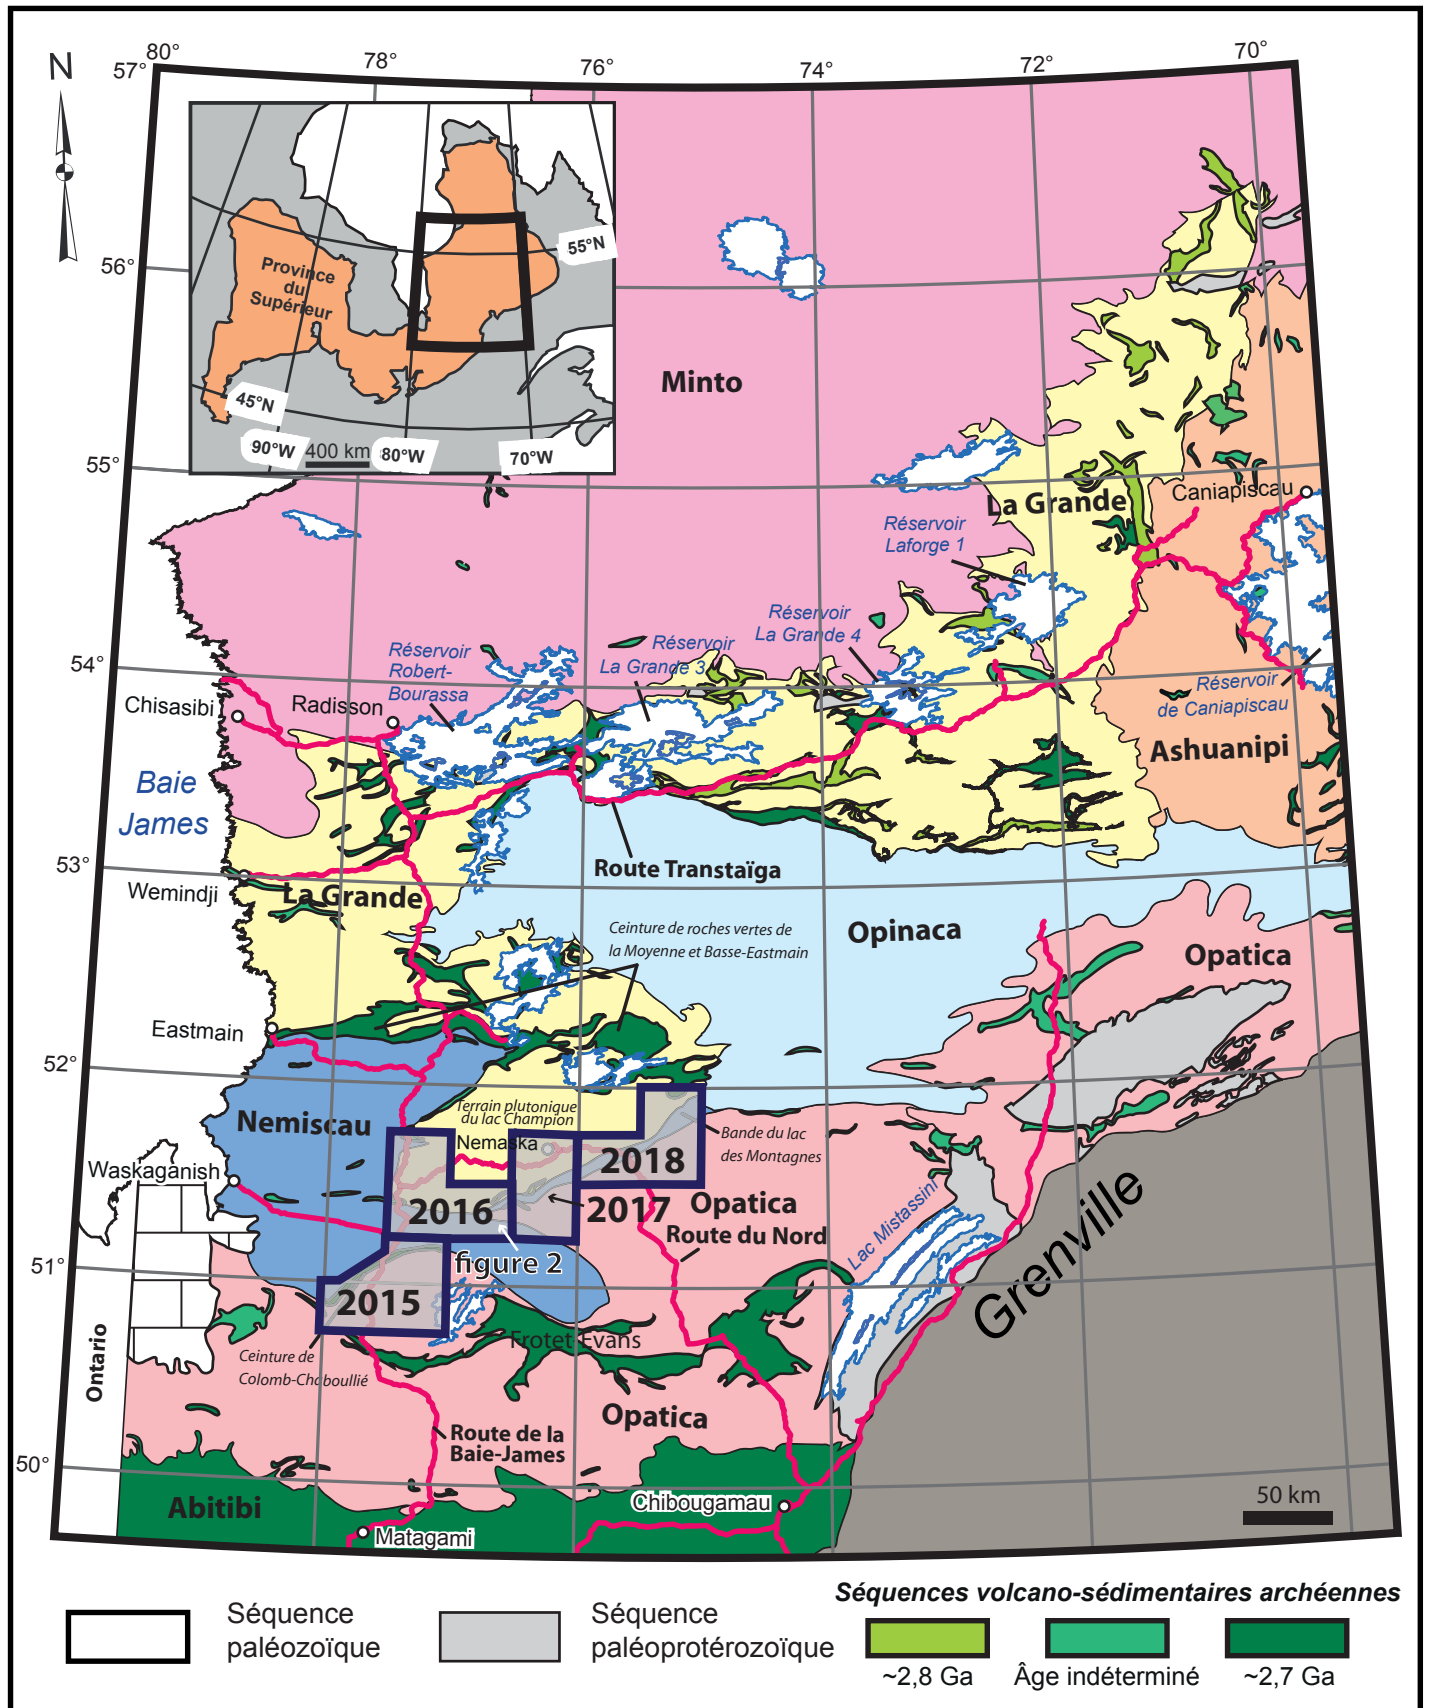 80°
78°
76°
74°
72°
70°
N
57°
56°
55°
54°
53°
52°
51°
50°
Province
du
Supérieur
55°N
45°N
90°W
400 km
80°W
70°W
Minto
La Grande
Caniapiscau
Réservoir
Laforge 1
Réservoir
La Grande 4
Réservoir
La Grande 3
Réservoir
Robert-
Bourassa
Chisasibi
Radisson
Réservoir
de Caniapiscau
Ashuanipi
Baie
James
Route Transtaïga
Wemindji
La Grande
Ceinture de roches vertes de
la Moyenne et Basse-Eastmain
Opinaca
Opatica
Eastmain
Nemiscau
Terrain plutonique
du lac Champion
Nemaska
Bande du lac
des Montagnes
Waskaganish
2018
2016
2017
Opatica
Route du Nord
figure 2
Lac Mistassini
Grenville
2015
Frotet-Evans
Ontario
Ceinture de
Colomb-Chaboullié
Opatica
Route de la
Baie-James
Abitibi
Chibougamau
Matagami
50 km
Séquence
paléozoïque
Séquence
paléoprotérozoïque
Séquences volcano-sédimentaires archéennes
~2,8 Ga
Âge indéterminé
~2,7 Ga